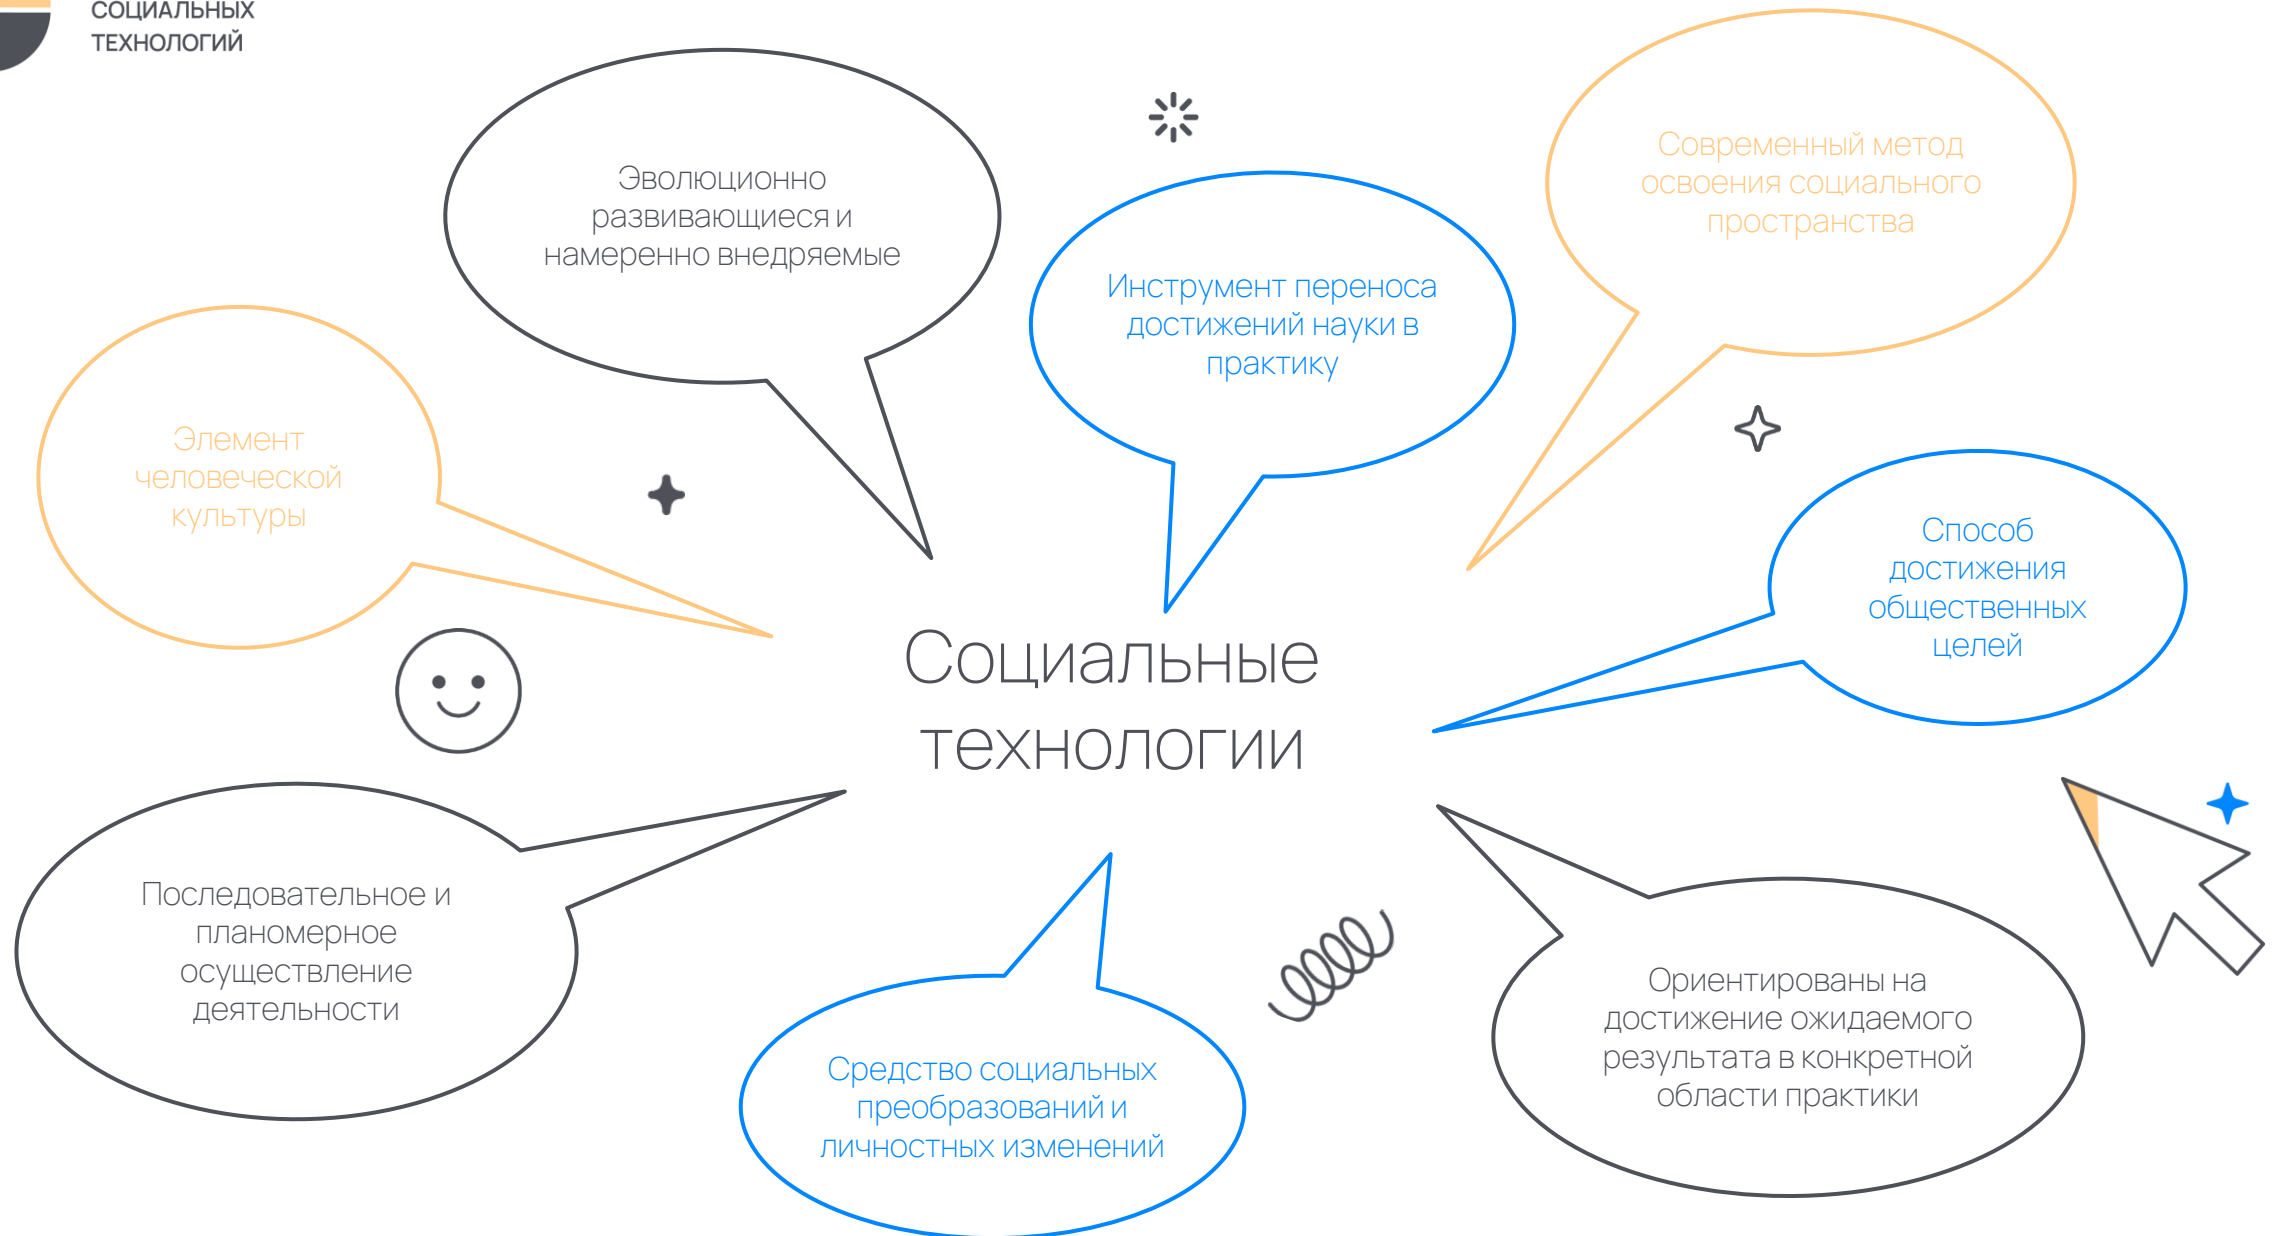 СОЦИАЛЬНЫХ
ТЕХНОЛОГИЙ
Эволюционно
развивающиеся и
намеренно внедряемые
Инструмент переноса
достижений науки в
практику
Современный метод
освоения социального
пространства
Элемент
человеческой
культуры
Способ
достижения
общественных
целей
Социальные
технологии
Последовательное и
планомерное
осуществление
деятельности
Средство социальных
преобразований и
личностных изменений
Ориентированы на
достижение ожидаемого
результата в конкретной
области практики